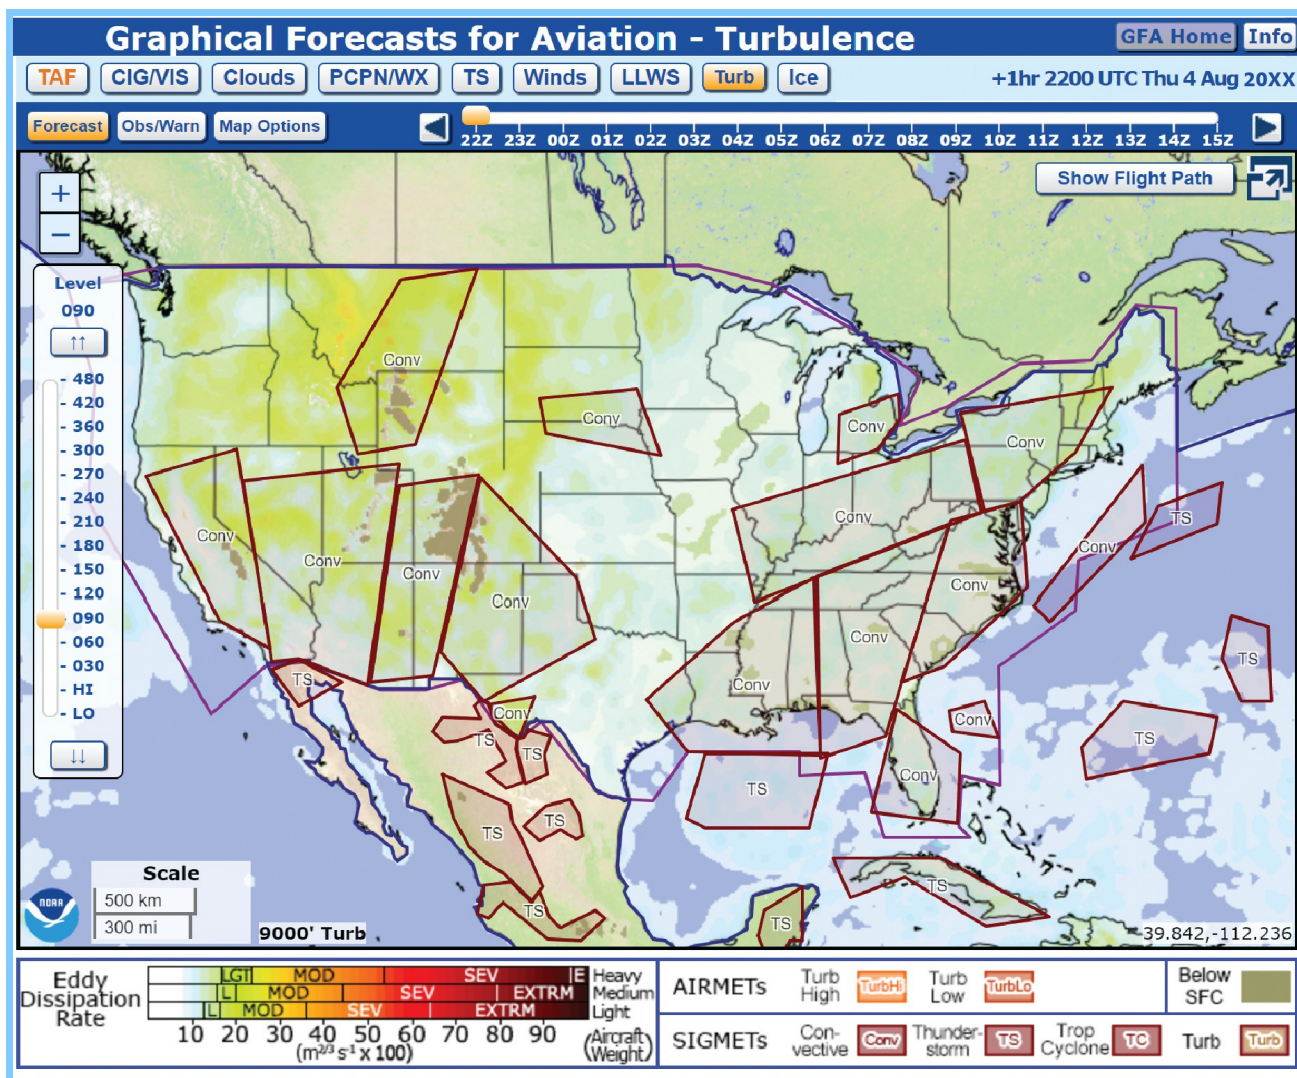 Graphical Forecasts for Aviation - Turbulence
GFA Home Info
TAF CIG/VIS Clouds PCPN/WX TS Winds LLWS Turb Ice
+1hr 2200 UTC Thu 4 Aug 20XX
Forecast Obs/Warn Map Options
22Z 23Z 00Z 01Z 02Z 03Z 04Z 05Z 06Z 07Z 08Z 09Z 10Z 11Z 12Z 13Z 14Z 15Z
Show Flight Path
+
−
Level
090
↑↑
- 480
- 420
- 360
- 300
- 270
- 240
- 210
- 180
- 150
- 120
- 090
- 060
- 030
- HI
- LO
↓↓
Conv
Conv
Conv
Conv
Conv
TS
Conv
Conv
Conv
Conv
Conv
Conv
Conv
Conv
TS
Conv
TS
Conv
Conv
TS
TS
TS
Conv
TS
TS
TS
TS
TS
TS
Scale
500 km
300 mi
NOAA
9000' Turb
39.842,-112.236
Eddy
Dissipation
Rate
LGT MOD SEV E Heavy
L MOD SEV EXTRM Medium
L MOD SEV EXTRM Light
10 20 30 40 50 60 70 80 90
(m2/3 s-1 x 100)
(Aircraft
Weight)
AIRMETs
Turb
High
TurbHi
Turb
Low
TurbLo
Below
SFC
SIGMETs
Con-
vective
Conv
Thunder-
storm
TS
Trop
Cyclone
TC
Turb
Turb